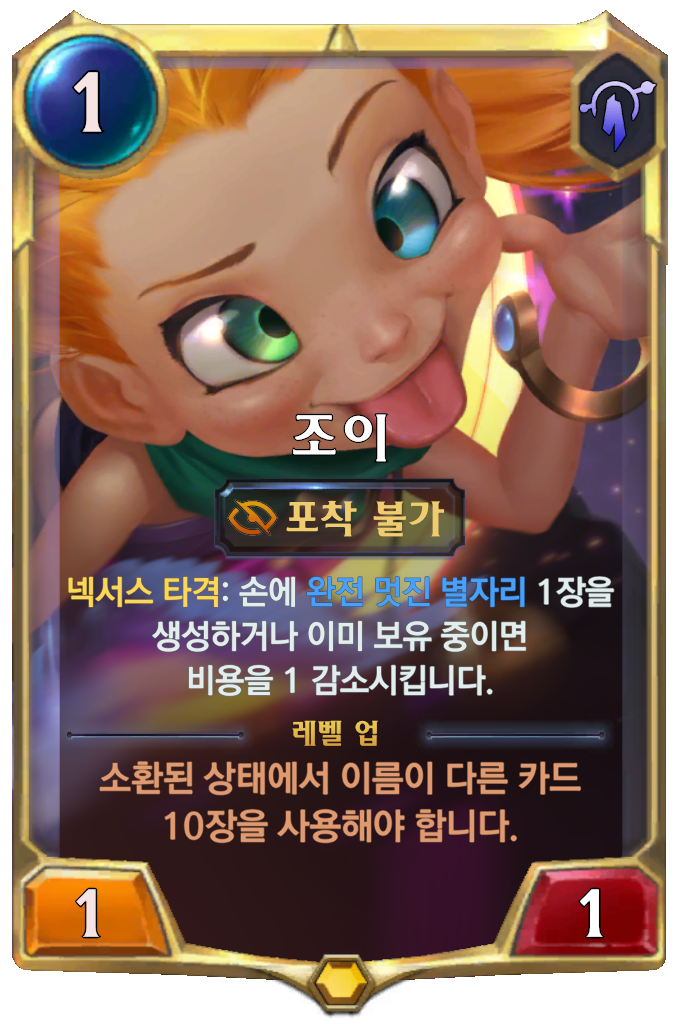 1
조이
포착 불가
넥서스 타격: 손에 완전 멋진 별자리 1장을
생성하거나 이미 보유 중이면
비용을 1 감소시킵니다.
레벨 업
소환된 상태에서 이름이 다른 카드
10장을 사용해야 합니다.
1
1